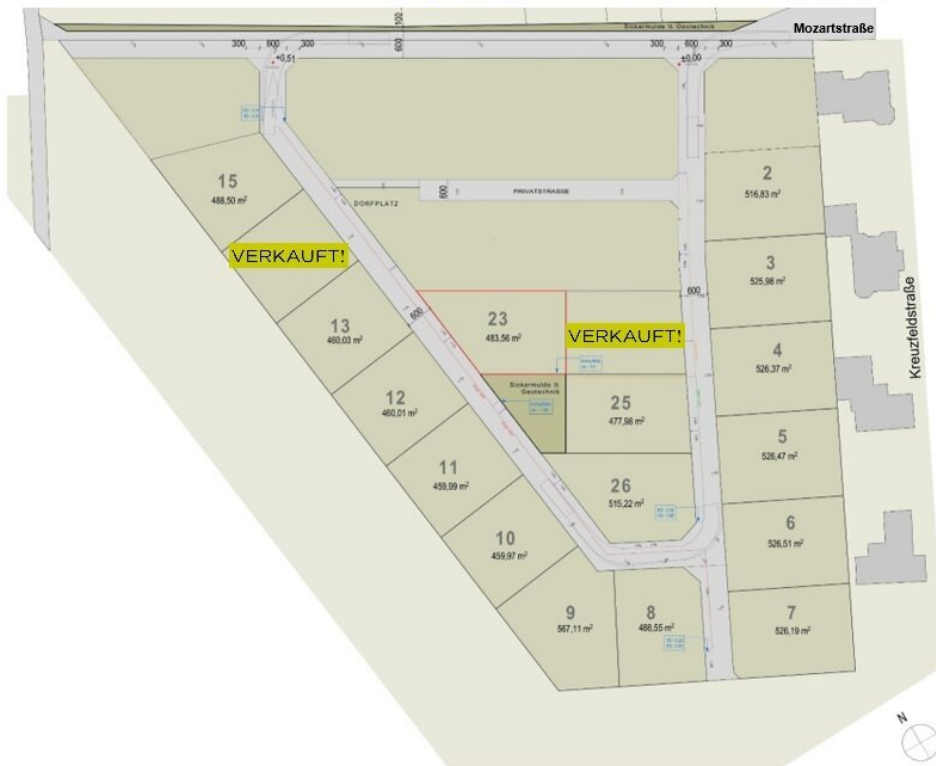 Sickermulde lt. Geotechnik
Mozartstraße
100
600
300 600 300
300 600 300
+0,51
±0,00
15
488,50 m²
2
516,83 m²
PRIVATSTRASSE
600
DORFPLATZ
VERKAUFT!
3
525,98 m²
Kreuzfeldstraße
600
600
23
483,56 m²
VERKAUFT!
13
460,03 m²
4
526,37 m²
Sickermulde lt.
Geotechnik
12
460,01 m²
25
477,98 m²
5
526,47 m²
11
459,99 m²
26
515,22 m²
10
459,97 m²
6
526,51 m²
9
567,11 m²
8
488,55 m²
7
526,19 m²
N